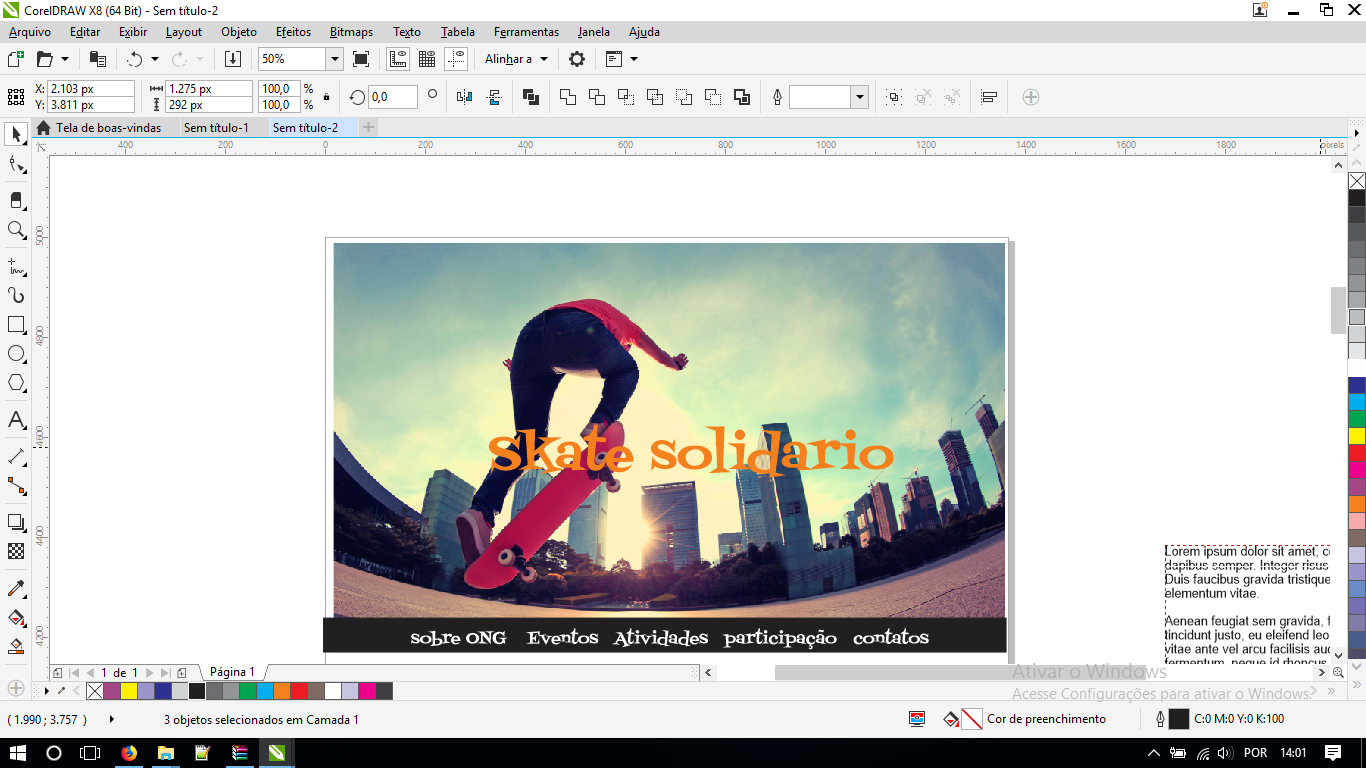 CorelDRAW X8 (64 Bit) - Sem título-2
Arquivo Editar Exibir Layout Objeto Efeitos Bitmaps Texto Tabela Ferramentas Janela Ajuda
50% Alinhar a
X: 2.103 px 1.275 px 100,0 % 0,0
Y: 3.811 px 292 px 100,0 %
Tela de boas-vindas Sem título-1 Sem título-2
400 200 0 200 400 600 800 1000 1200 1400 1600 1800 pixels
5000
4800
4600
4400
4200
skate solidario
sobre ONG Eventos Atividades participação contatos
Lorem ipsum dolor sit amet, c
dapibus semper. Integer risus
Duis faucibus gravida tristique
elementum vitae.
Aenean feugiat sem gravida, f
tincidunt justo, eu eleifend leo
vitae ante vel arcu facilisis auc
fermentum, neque id rhoncus
1 de 1 Página 1
Ativar o Windows
Acesse Configurações para ativar o Windows.
( 1.990 ; 3.757 ) 3 objetos selecionados em Camada 1 Cor de preenchimento C:0 M:0 Y:0 K:100
POR 14:01